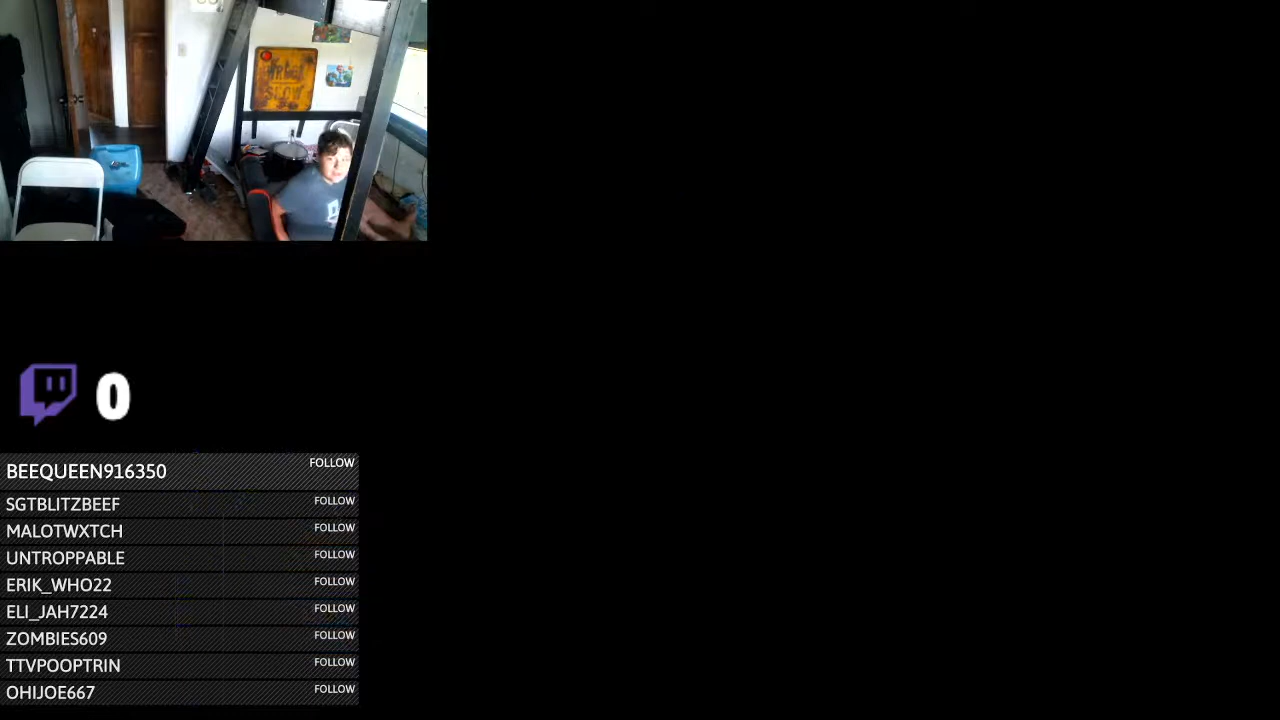 SLOW
0
BEEQUEEN916350 FOLLOW
SGTBLITZBEEF FOLLOW
MALOTWXTCH FOLLOW
UNTROPPABLE FOLLOW
ERIK_WHO22 FOLLOW
ELI_JAH7224 FOLLOW
ZOMBIES609 FOLLOW
TTVPOOPTRIN FOLLOW
OHIJOE667 FOLLOW